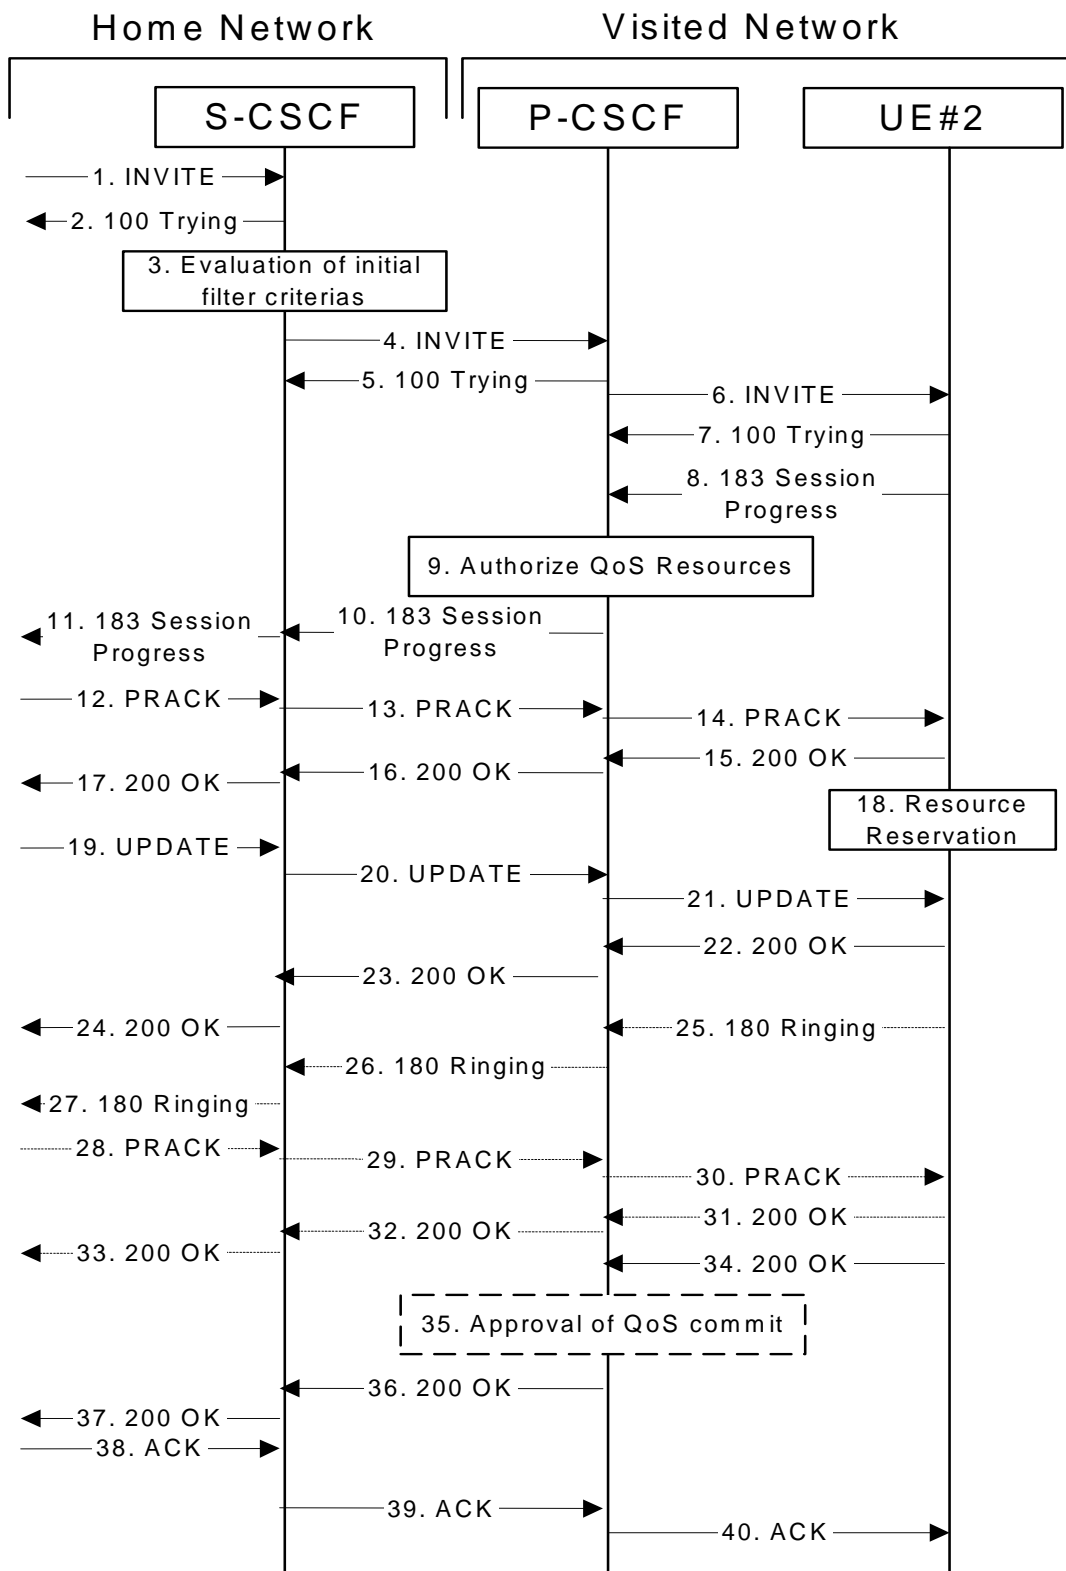 Home Network
Visited Network
S-CSCF
P-CSCF
UE#2
1. INVITE
2. 100 Trying
3. Evaluation of initial
filter criterias
4. INVITE
5. 100 Trying
6. INVITE
7. 100 Trying
8. 183 Session
Progress
9. Authorize QoS Resources
10. 183 Session
Progress
11. 183 Session
Progress
12. PRACK
13. PRACK
14. PRACK
15. 200 OK
16. 200 OK
17. 200 OK
18. Resource
Reservation
19. UPDATE
20. UPDATE
21. UPDATE
22. 200 OK
23. 200 OK
24. 200 OK
25. 180 Ringing
26. 180 Ringing
27. 180 Ringing
28. PRACK
29. PRACK
30. PRACK
31. 200 OK
32. 200 OK
33. 200 OK
34. 200 OK
35. Approval of QoS commit
36. 200 OK
37. 200 OK
38. ACK
39. ACK
40. ACK